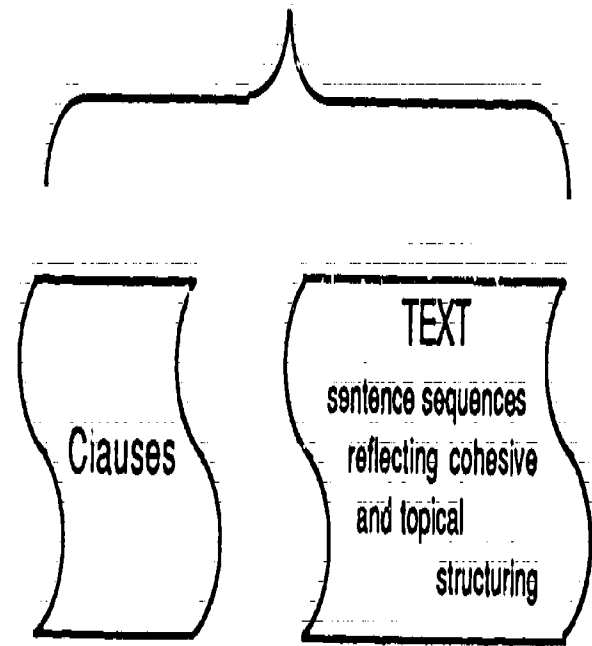 Clauses
TEXT
sentence sequences
reflecting cohesive
and topical
structuring